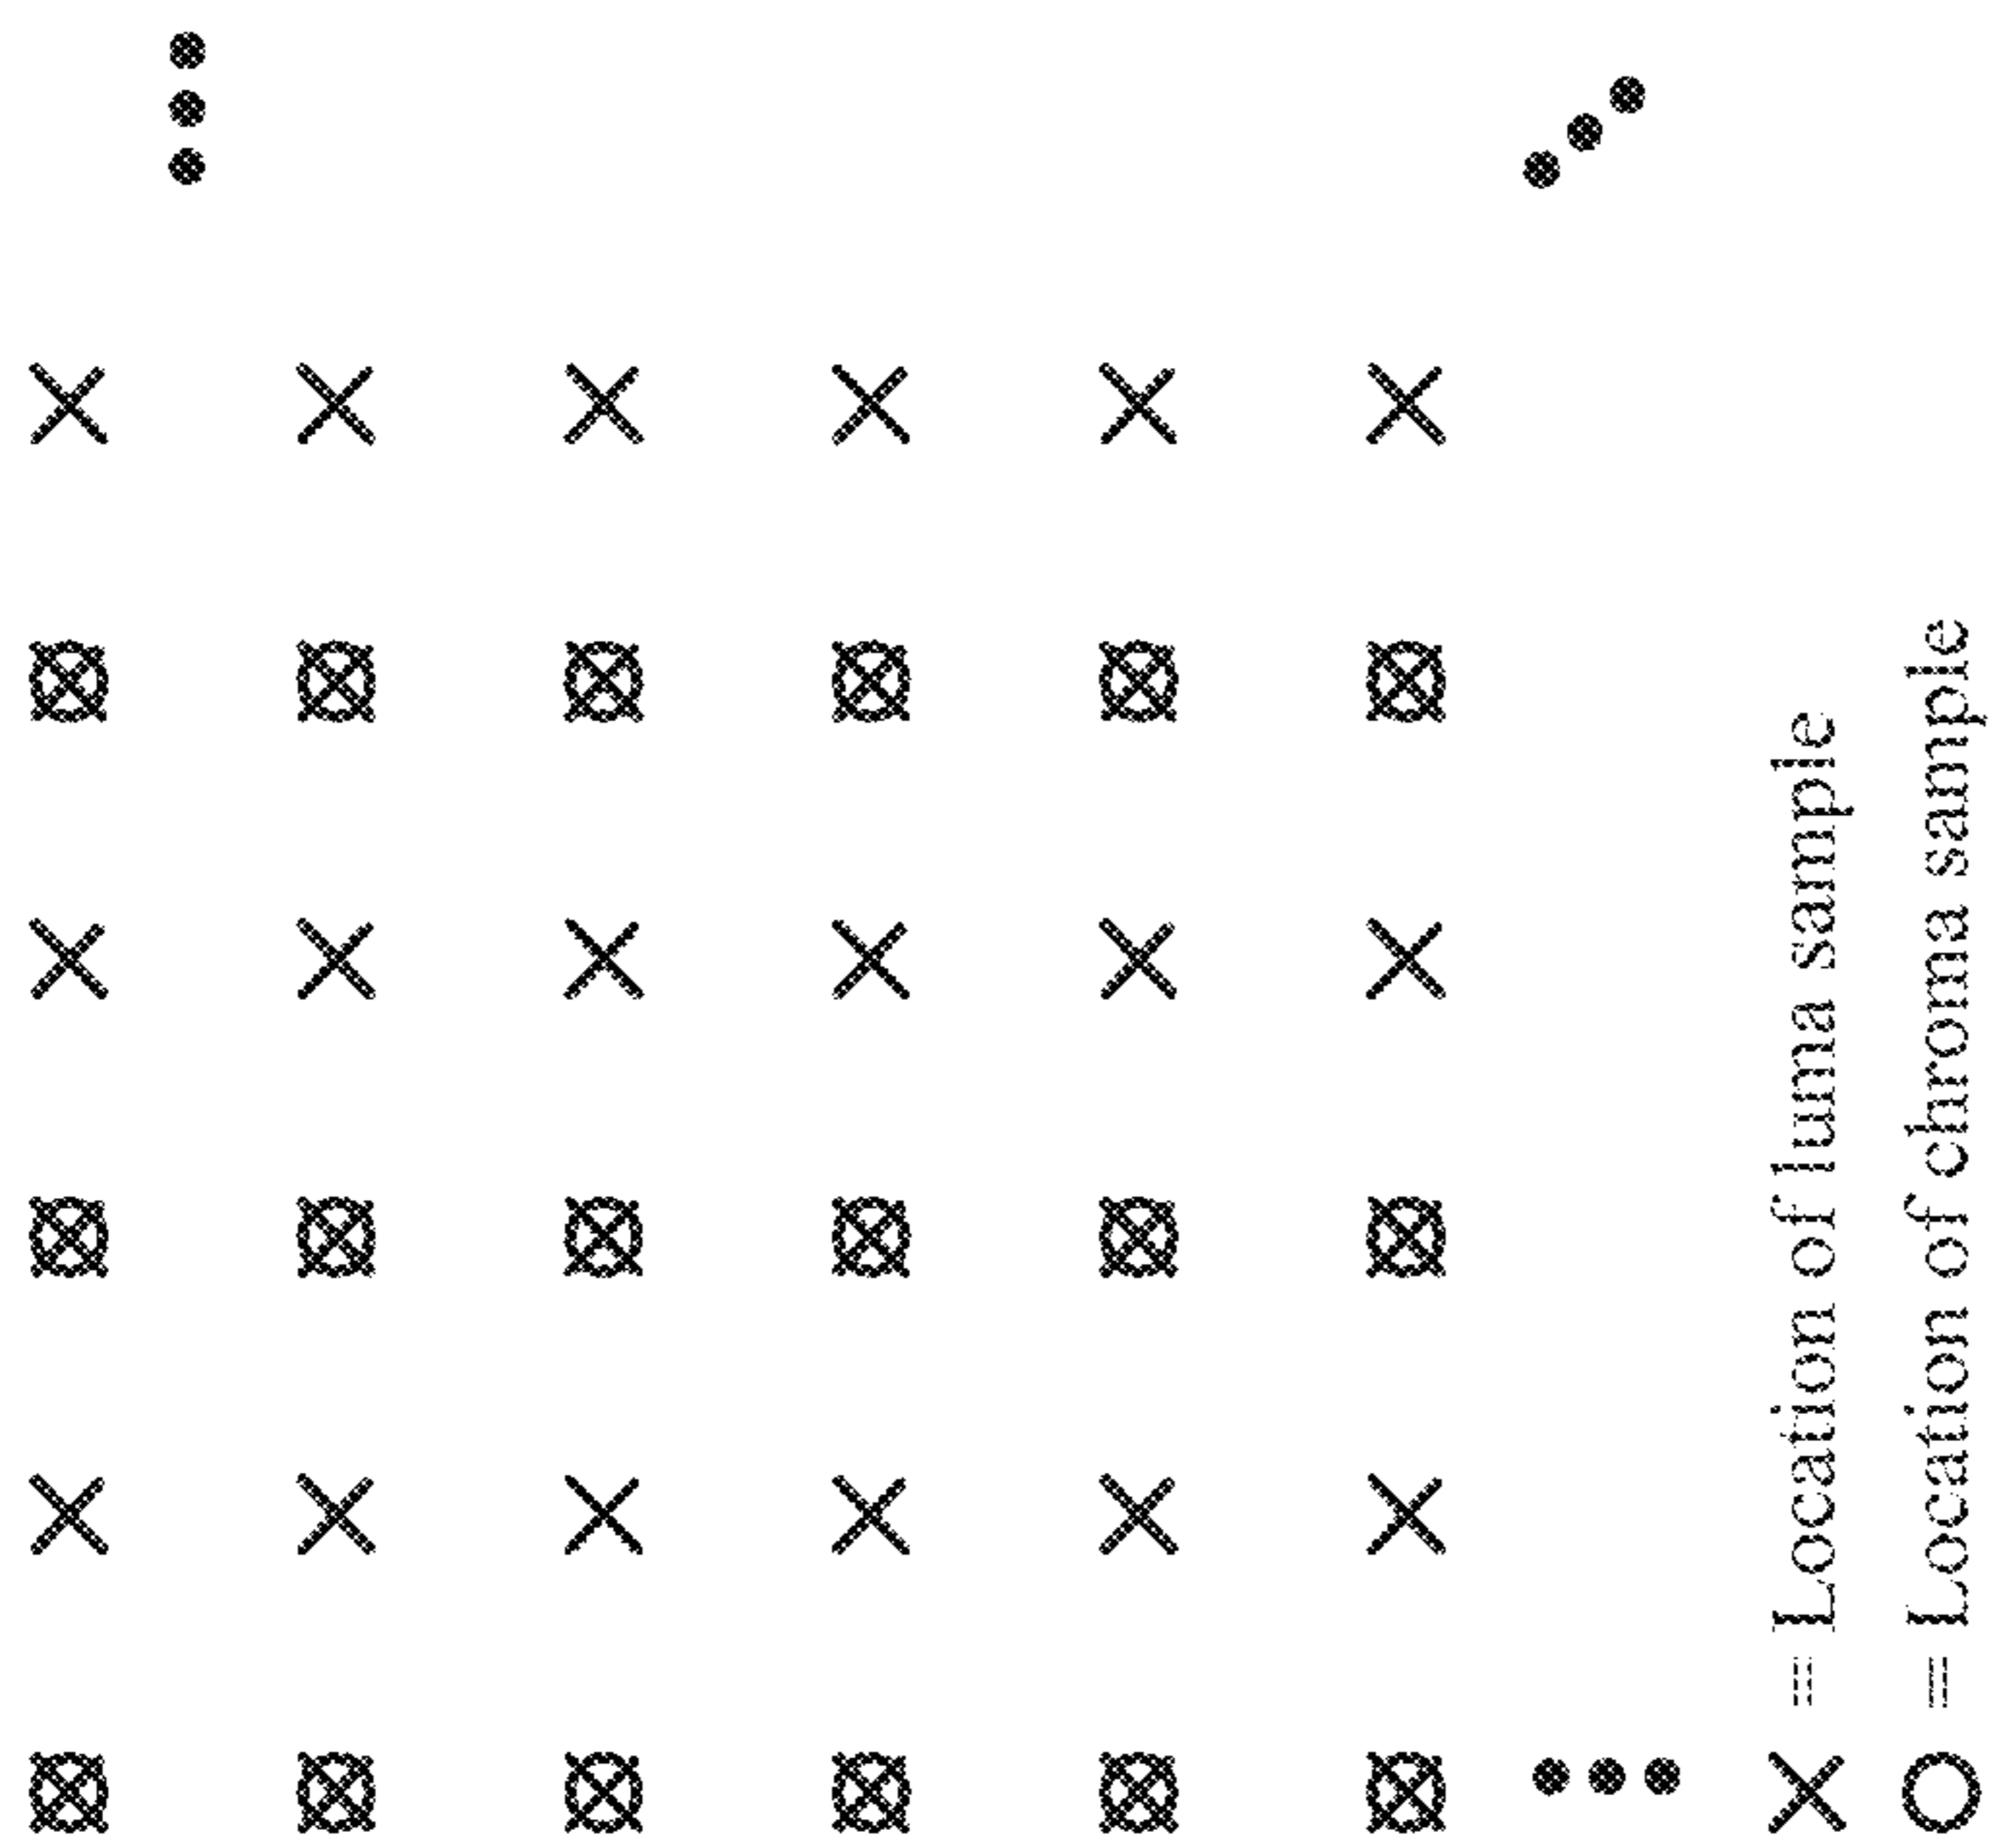 = Location of luma sample
= Location of chroma sample